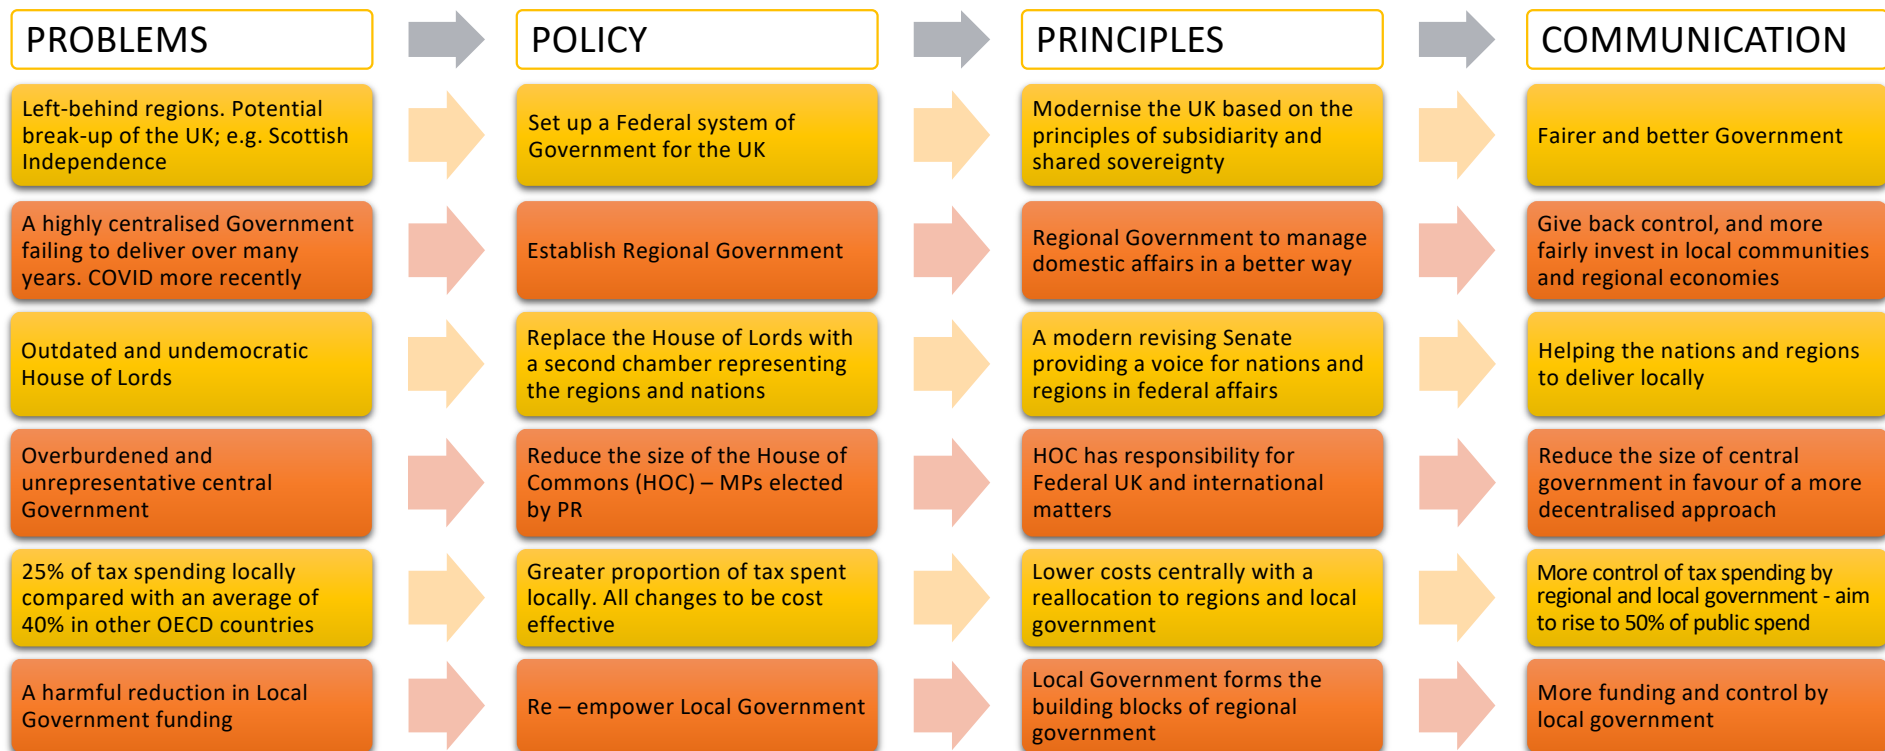 PROBLEMS
POLICY
PRINCIPLES
COMMUNICATION
Left-behind regions. Potential
break-up of the UK; e.g. Scottish
Independence
Set up a Federal system of
Government for the UK
Modernise the UK based on the
principles of subsidiarity and
shared sovereignty
Fairer and better Government
A highly centralised Government
failing to deliver over many
years. COVID more recently
Establish Regional Government
Regional Government to manage
domestic affairs in a better way
Give back control, and more
fairly invest in local communities
and regional economies
Outdated and undemocratic
House of Lords
Replace the House of Lords with
a second chamber representing
the regions and nations
A modern revising Senate
providing a voice for nations and
regions in federal affairs
Helping the nations and regions
to deliver locally
Overburdened and
unrepresentative central
Government
Reduce the size of the House of
Commons (HOC) – MPs elected
by PR
HOC has responsibility for
Federal UK and international
matters
Reduce the size of central
government in favour of a more
decentralised approach
25% of tax spending locally
compared with an average of
40% in other OECD countries
Greater proportion of tax spent
locally. All changes to be cost
effective
Lower costs centrally with a
reallocation to regions and local
government
More control of tax spending by
regional and local government - aim
to rise to 50% of public spend
A harmful reduction in Local
Government funding
Re – empower Local Government
Local Government forms the
building blocks of regional
government
More funding and control by
local government